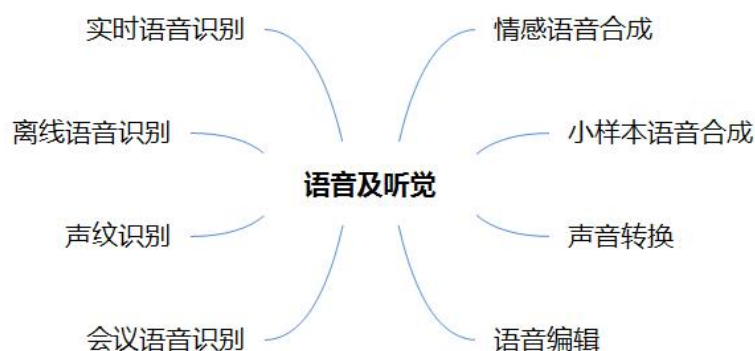 实时语音识别
情感语音合成
离线语音识别
小样本语音合成
语音及听觉
声纹识别
声音转换
会议语音识别
语音编辑